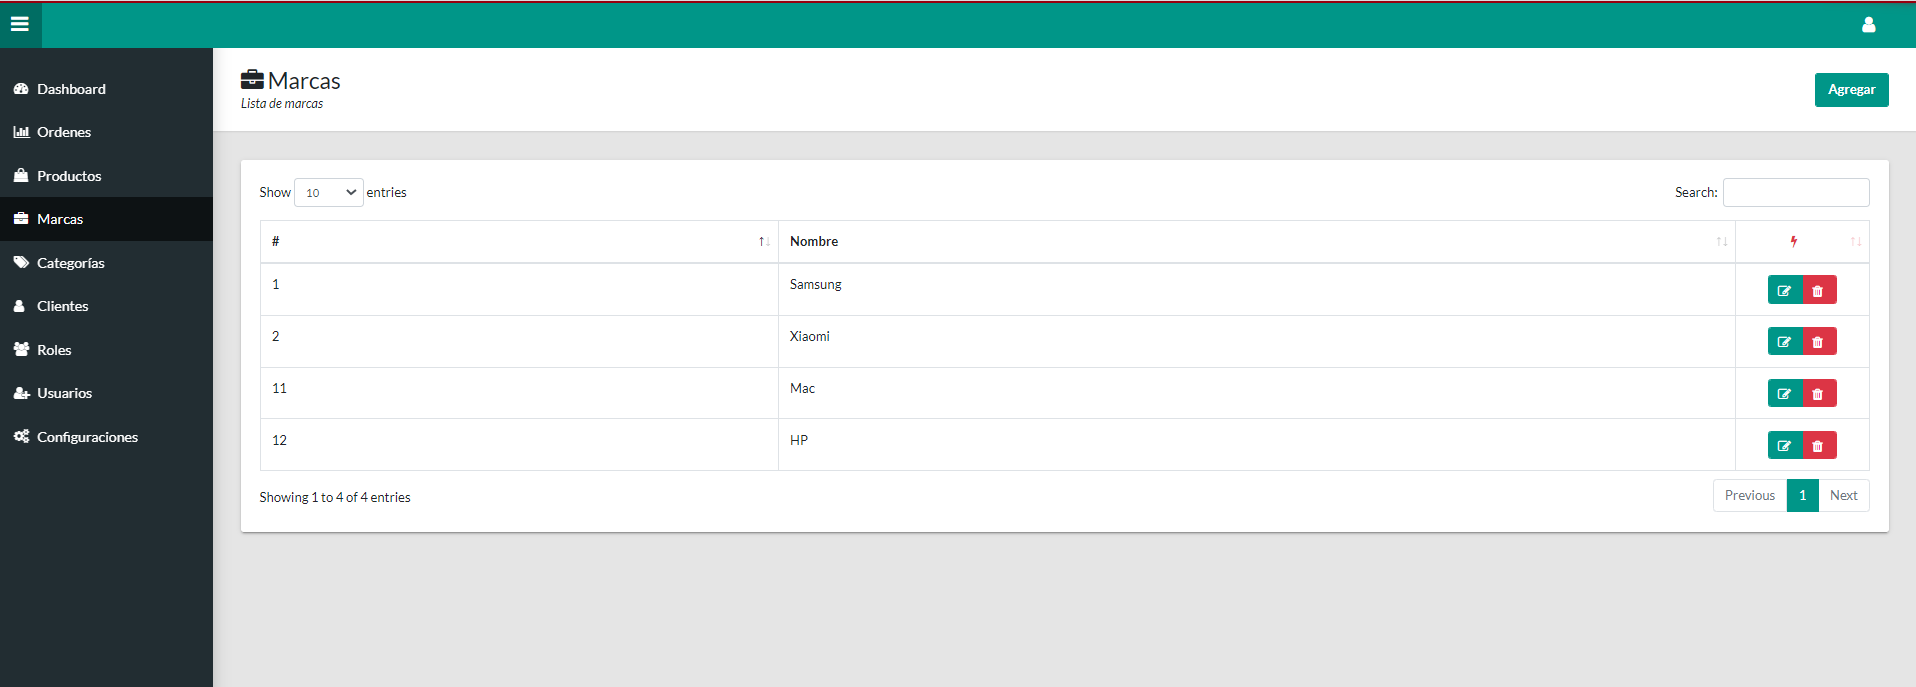 Dashboard
Ordenes
Productos
Marcas
Categorías
Clientes
Roles
Usuarios
Configuraciones
Marcas
Lista de marcas
Agregar
Show 10 entries
Search:
# Nombre
1 Samsung
2 Xiaomi
11 Mac
12 HP
Showing 1 to 4 of 4 entries
Previous 1 Next